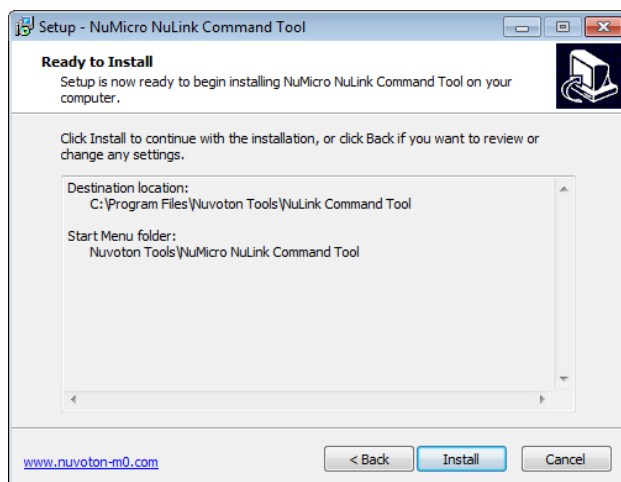 Setup - NuMicro NuLink Command Tool
Ready to Install
Setup is now ready to begin installing NuMicro NuLink Command Tool on your
computer.
Click Install to continue with the installation, or click Back if you want to review or
change any settings.
Destination location:
C:\Program Files\Nuvoton Tools\NuLink Command Tool
Start Menu folder:
Nuvoton Tools\NuMicro NuLink Command Tool
www.nuvoton-m0.com
< Back
Install
Cancel